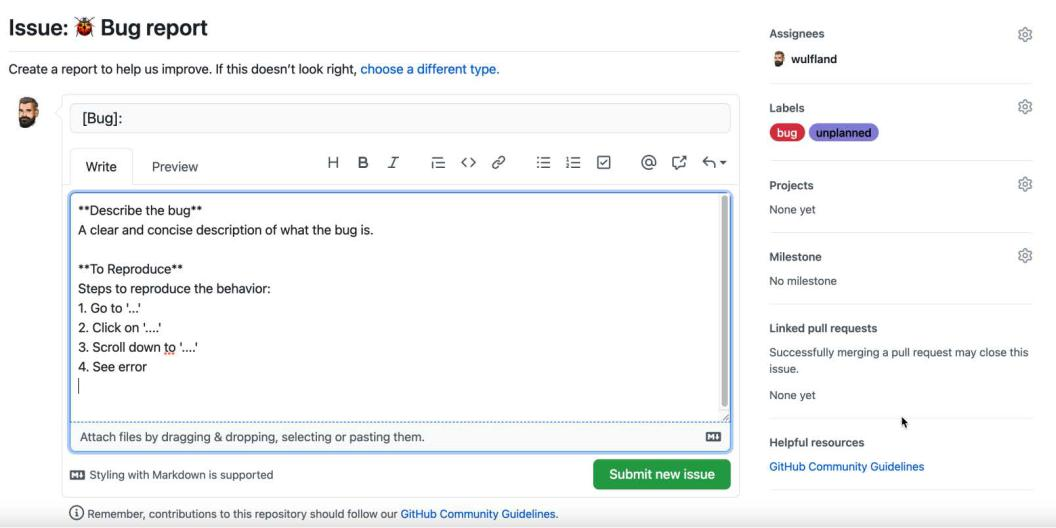 Issue: 🐞 Bug report
Create a report to help us improve. If this doesn't look right, choose a different type.
[Bug]:
Write Preview
**Describe the bug**
A clear and concise description of what the bug is.
**To Reproduce**
Steps to reproduce the behavior:
1. Go to '...'
2. Click on '....'
3. Scroll down to '....'
4. See error
Attach files by dragging & dropping, selecting or pasting them.
Styling with Markdown is supported
Submit new issue
Remember, contributions to this repository should follow our GitHub Community Guidelines.
Assignees
wulfland
Labels
bug unplanned
Projects
None yet
Milestone
No milestone
Linked pull requests
Successfully merging a pull request may close this
issue.
None yet
Helpful resources
GitHub Community Guidelines